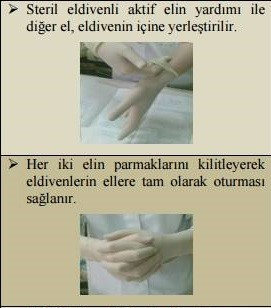 ➢ Steril eldivenli aktif elin yardımı ile
diğer el, eldivenin içine yerleştirilir.
➢ Her iki elin parmaklarını kilitleyerek
eldivenlerin ellere tam olarak oturması
sağlanır.